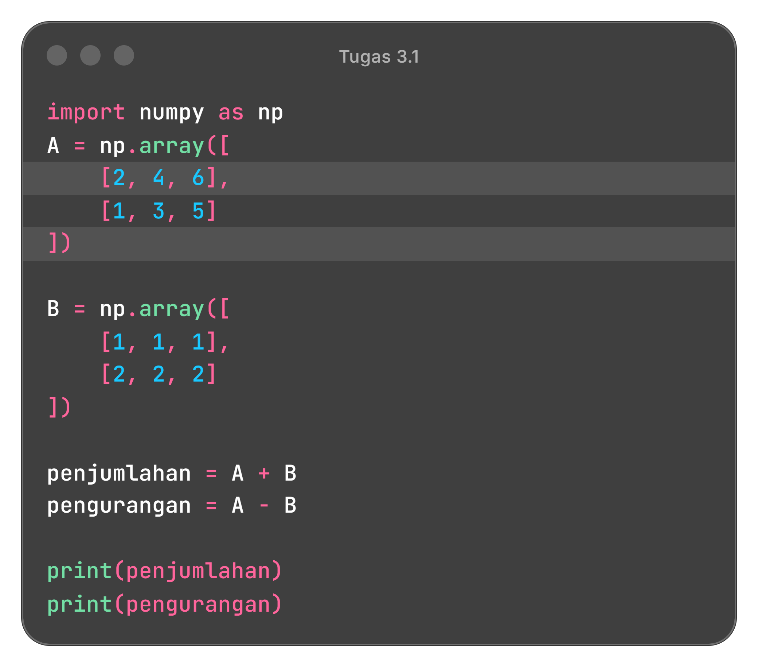 Tugas 3.1
import numpy as np
A = np.array([
    [2, 4, 6],
    [1, 3, 5]
])
B = np.array([
    [1, 1, 1],
    [2, 2, 2]
])
penjumlahan = A + B
pengurangan = A - B
print(penjumlahan)
print(pengurangan)